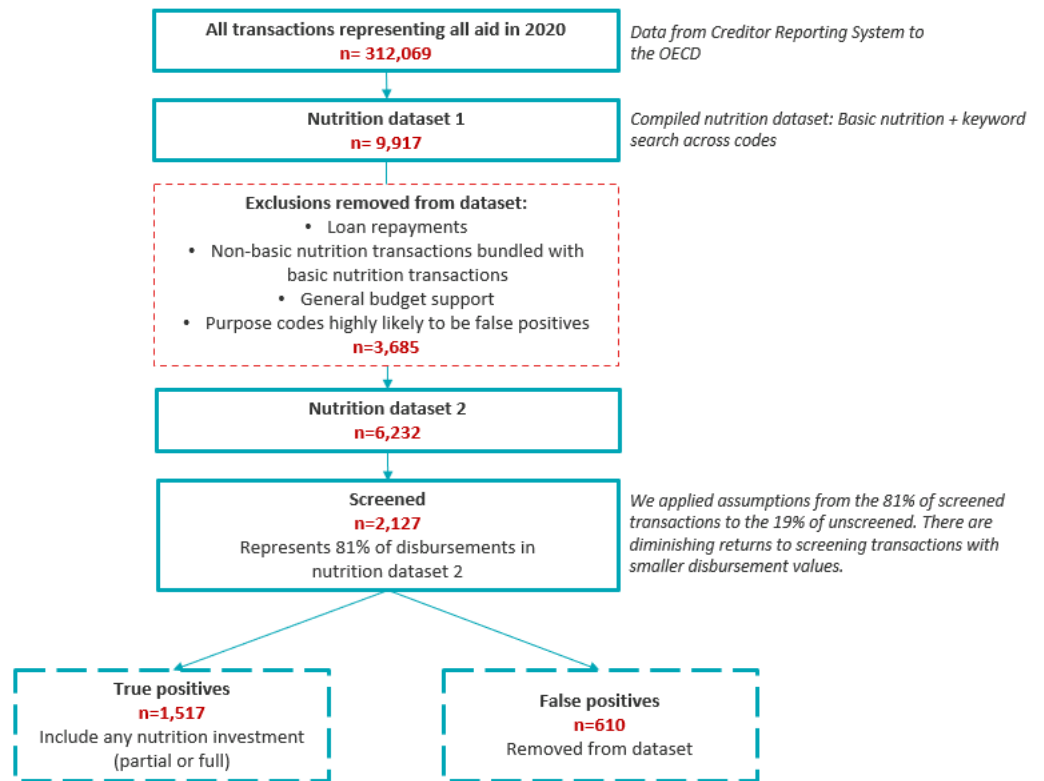 All transactions representing all aid in 2020
n= 312,069
Data from Creditor Reporting System to
the OECD
Nutrition dataset 1
n= 9,917
Compiled nutrition dataset: Basic nutrition + keyword
search across codes
Exclusions removed from dataset:
• Loan repayments
• Non-basic nutrition transactions bundled with
basic nutrition transactions
• General budget support
• Purpose codes highly likely to be false positives
n=3,685
Nutrition dataset 2
n=6,232
Screened
n=2,127
Represents 81% of disbursements in
nutrition dataset 2
We applied assumptions from the 81% of screened
transactions to the 19% of unscreened. There are
diminishing returns to screening transactions with
smaller disbursement values.
True positives
n=1,517
Include any nutrition investment
(partial or full)
False positives
n=610
Removed from dataset